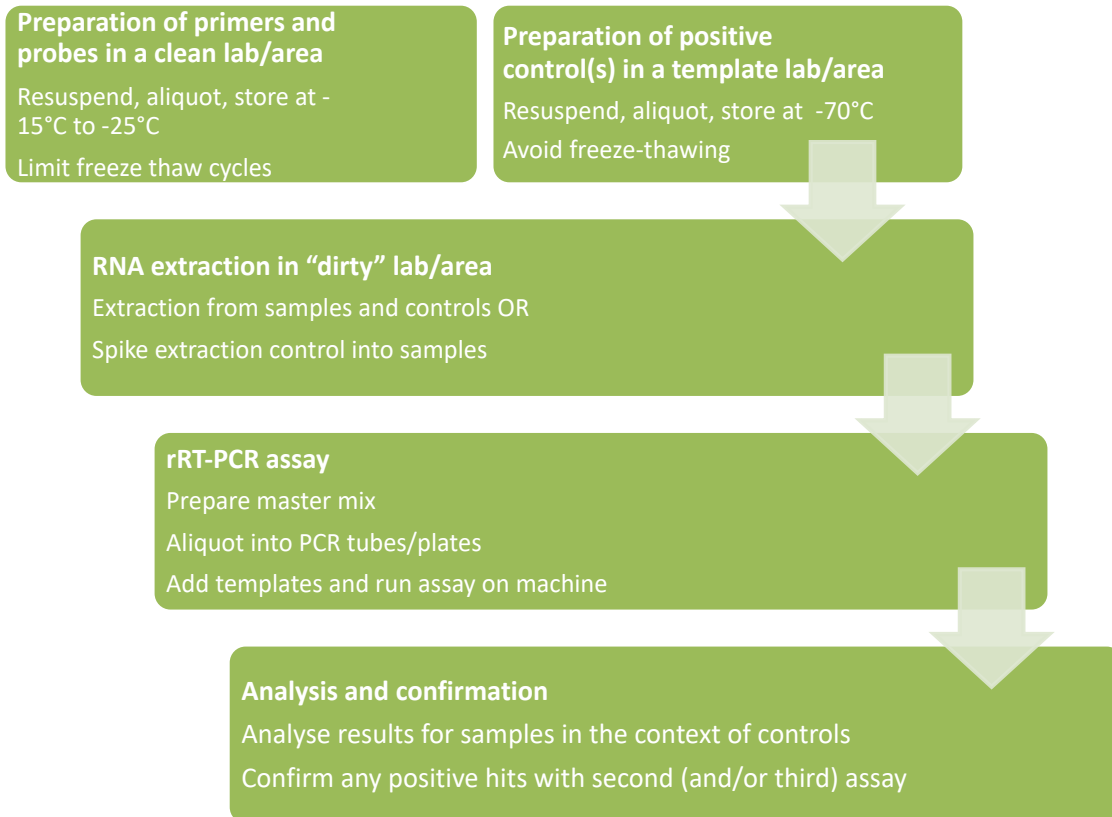 Preparation of primers and
probes in a clean lab/area
Resuspend, aliquot, store at -
15°C to -25°C
Limit freeze thaw cycles
Preparation of positive
control(s) in a template lab/area
Resuspend, aliquot, store at -70°C
Avoid freeze-thawing
RNA extraction in “dirty” lab/area
Extraction from samples and controls OR
Spike extraction control into samples
rRT-PCR assay
Prepare master mix
Aliquot into PCR tubes/plates
Add templates and run assay on machine
Analysis and confirmation
Analyse results for samples in the context of controls
Confirm any positive hits with second (and/or third) assay